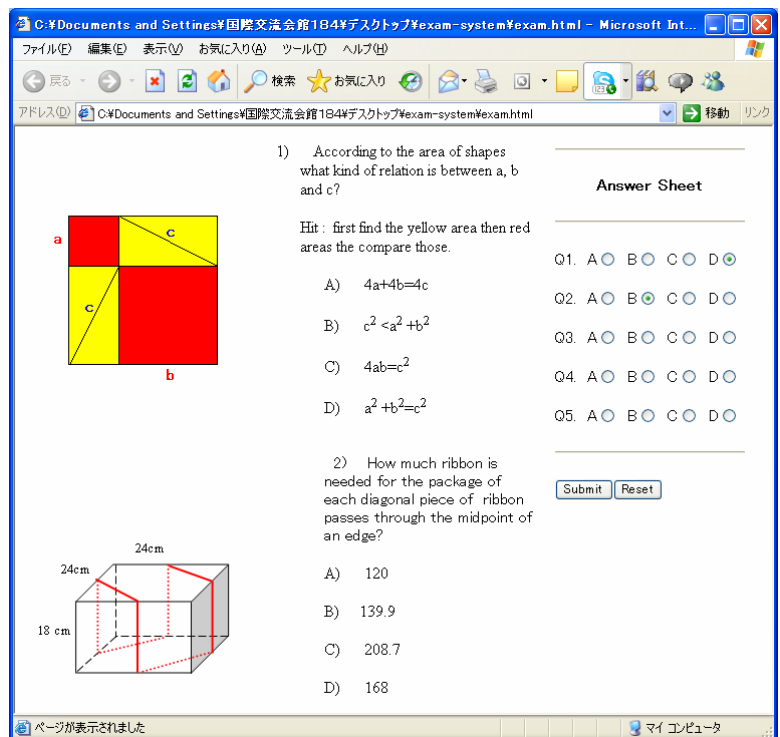 C:¥Documents and Settings¥国際交流会館184¥デスクトップ¥exam-system¥exam.html - Microsoft Int...
ファイル(F) 編集(E) 表示(V) お気に入り(A) ツール(T) ヘルプ(H)
戻る 検索 お気に入り
アドレス(D) C:¥Documents and Settings¥国際交流会館184¥デスクトップ¥exam-system¥exam.html 移動 リンク
1) According to the area of shapes
what kind of relation is between a, b
and c?
Hit : first find the yellow area then red
areas the compare those.
A) 4a+4b=4c
B) c² <a² +b²
C) 4ab=c²
D) a² +b²=c²
a
c
c
b
2) How much ribbon is
needed for the package of
each diagonal piece of ribbon
passes through the midpoint of
an edge?
A) 120
B) 139.9
C) 208.7
D) 168
24cm
24cm
18 cm
Answer Sheet
Q1. A B C D
Q2. A B C D
Q3. A B C D
Q4. A B C D
Q5. A B C D
Submit Reset
ページが表示されました マイ コンピュータ